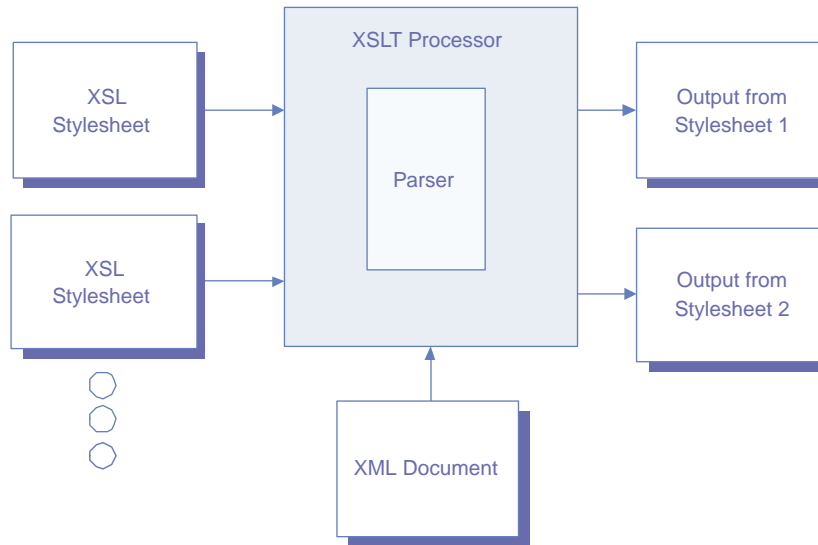 XSLT Processor
XSL
Stylesheet
Parser
Output from
Stylesheet 1
XSL
Stylesheet
Output from
Stylesheet 2
XML Document